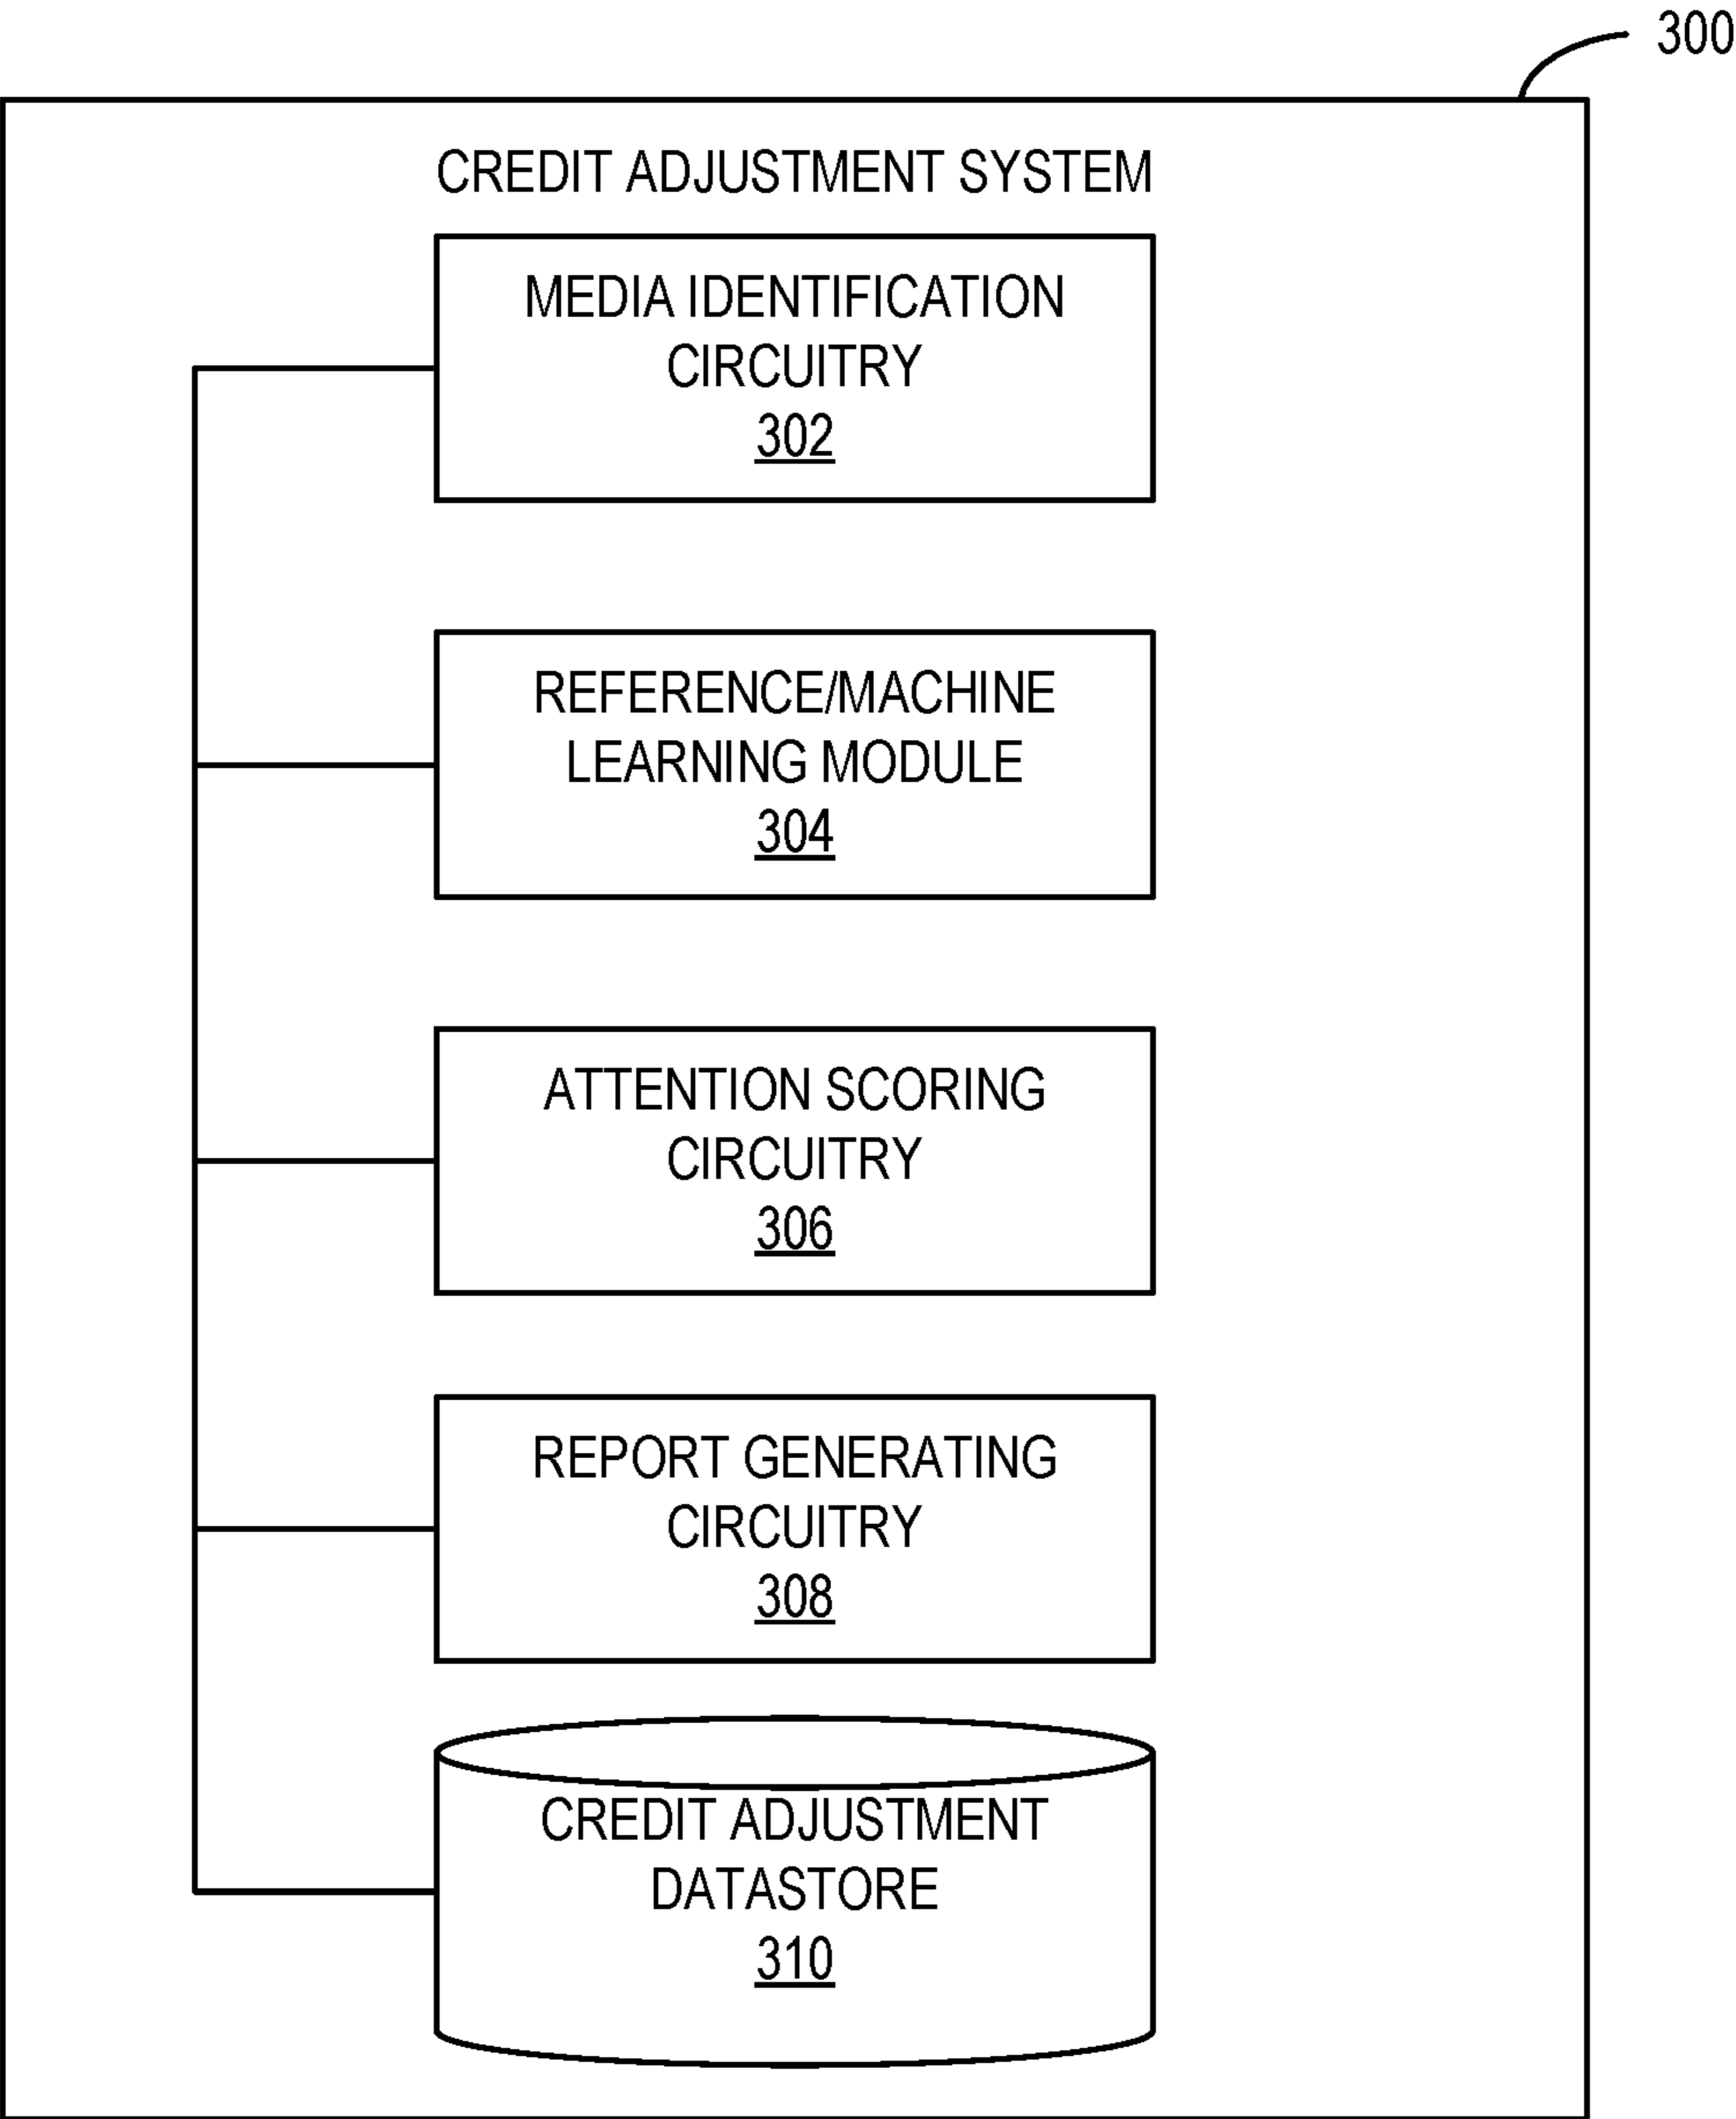 300
CREDIT ADJUSTMENT SYSTEM
MEDIA IDENTIFICATION
CIRCUITRY
302
REFERENCE/MACHINE
LEARNING MODULE
304
ATTENTION SCORING
CIRCUITRY
306
REPORT GENERATING
CIRCUITRY
308
CREDIT ADJUSTMENT
DATASTORE
310